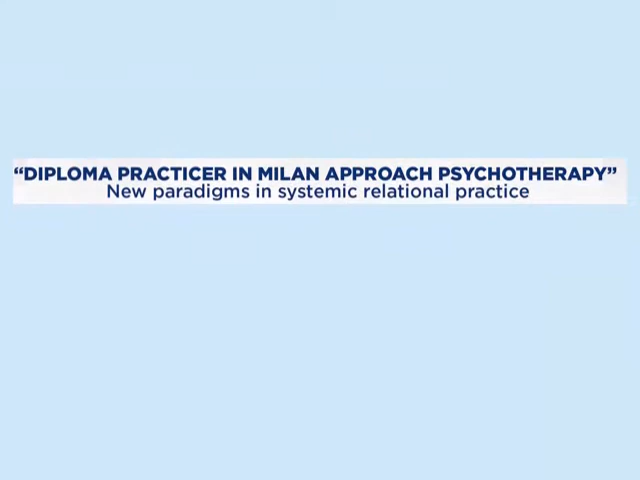 “DIPLOMA PRACTICER IN MILAN APPROACH PSYCHOTHERAPY”
New paradigms in systemic relational practice